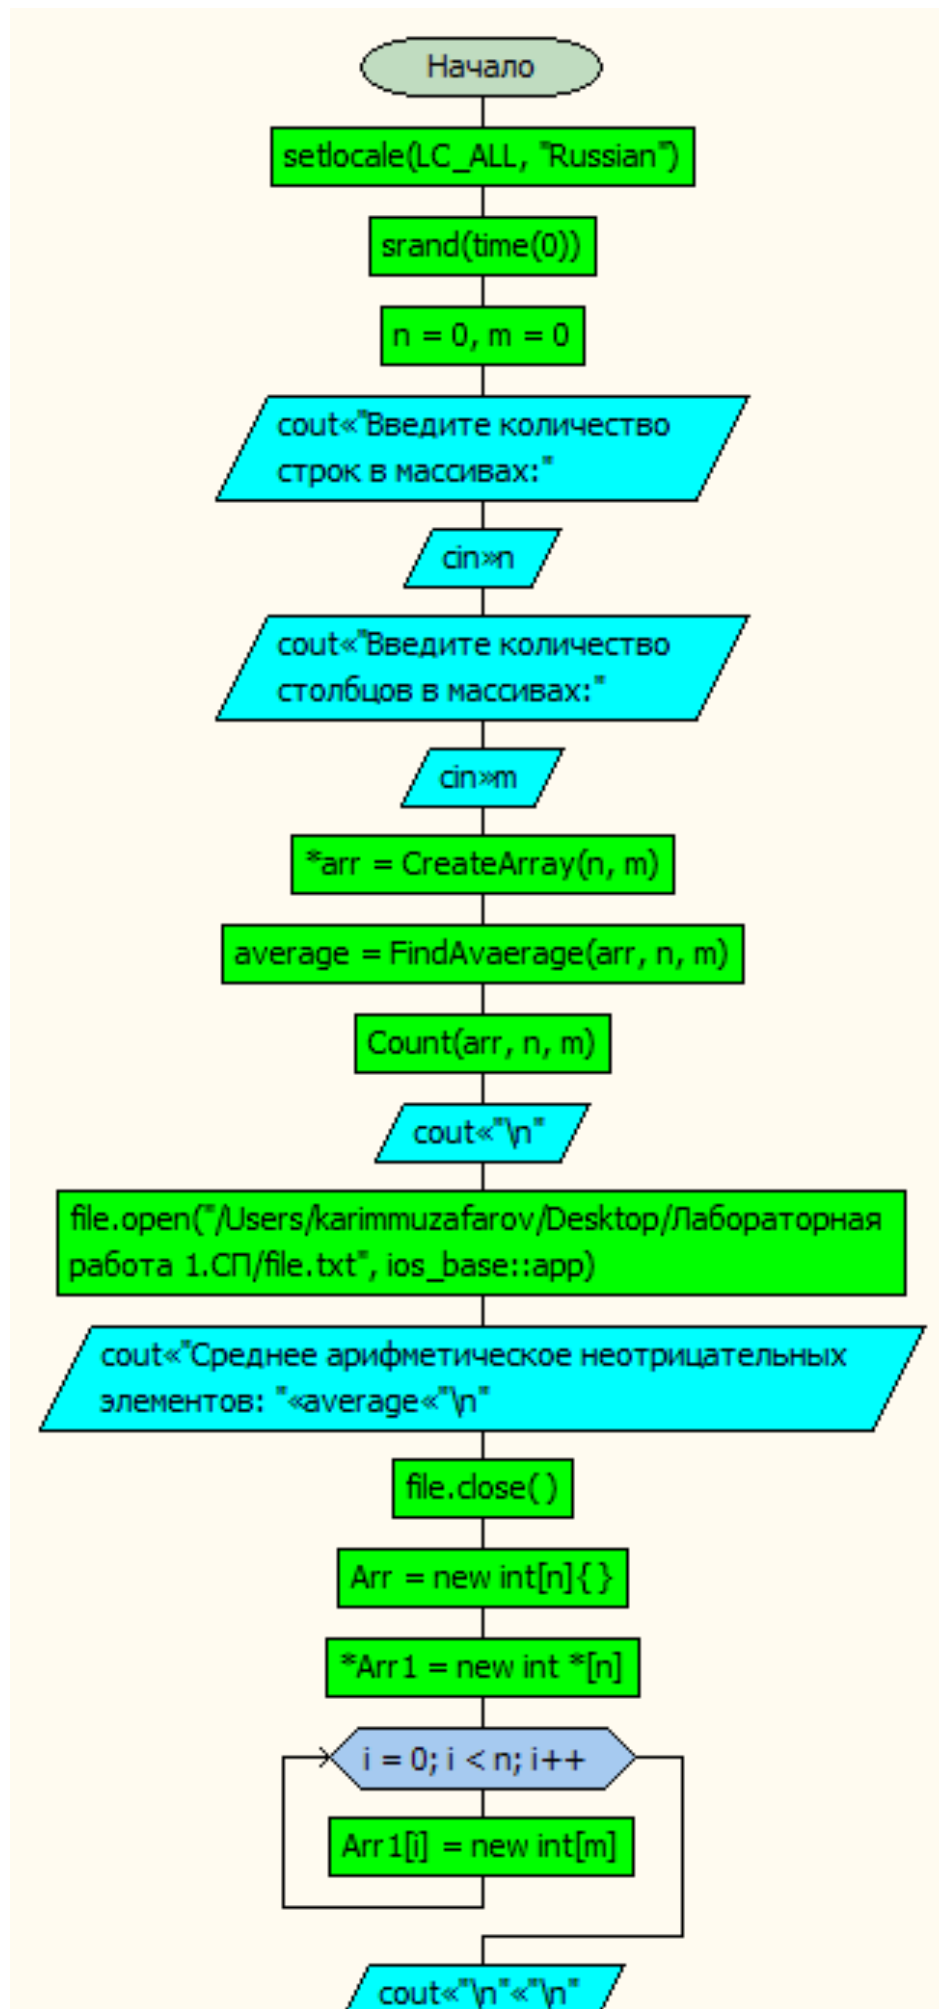 Начало
setlocale(LC_ALL, "Russian")
srand(time(0))
n = 0, m = 0
cout«"Введите количество
строк в массивах:"
cin»n
cout«"Введите количество
столбцов в массивах:"
cin»m
*arr = CreateArray(n, m)
average = FindAvaerage(arr, n, m)
Count(arr, n, m)
cout«"\n"
file.open("/Users/karimmuzafarov/Desktop/Лабораторная
работа 1.СП/file.txt", ios_base::app)
cout«"Среднее арифметическое неотрицательных
элементов: "«average«"\n"
file.close()
Arr = new int[n]{}
*Arr1 = new int *[n]
i = 0; i < n; i++
Arr1[i] = new int[m]
cout«"\n"«"\n"